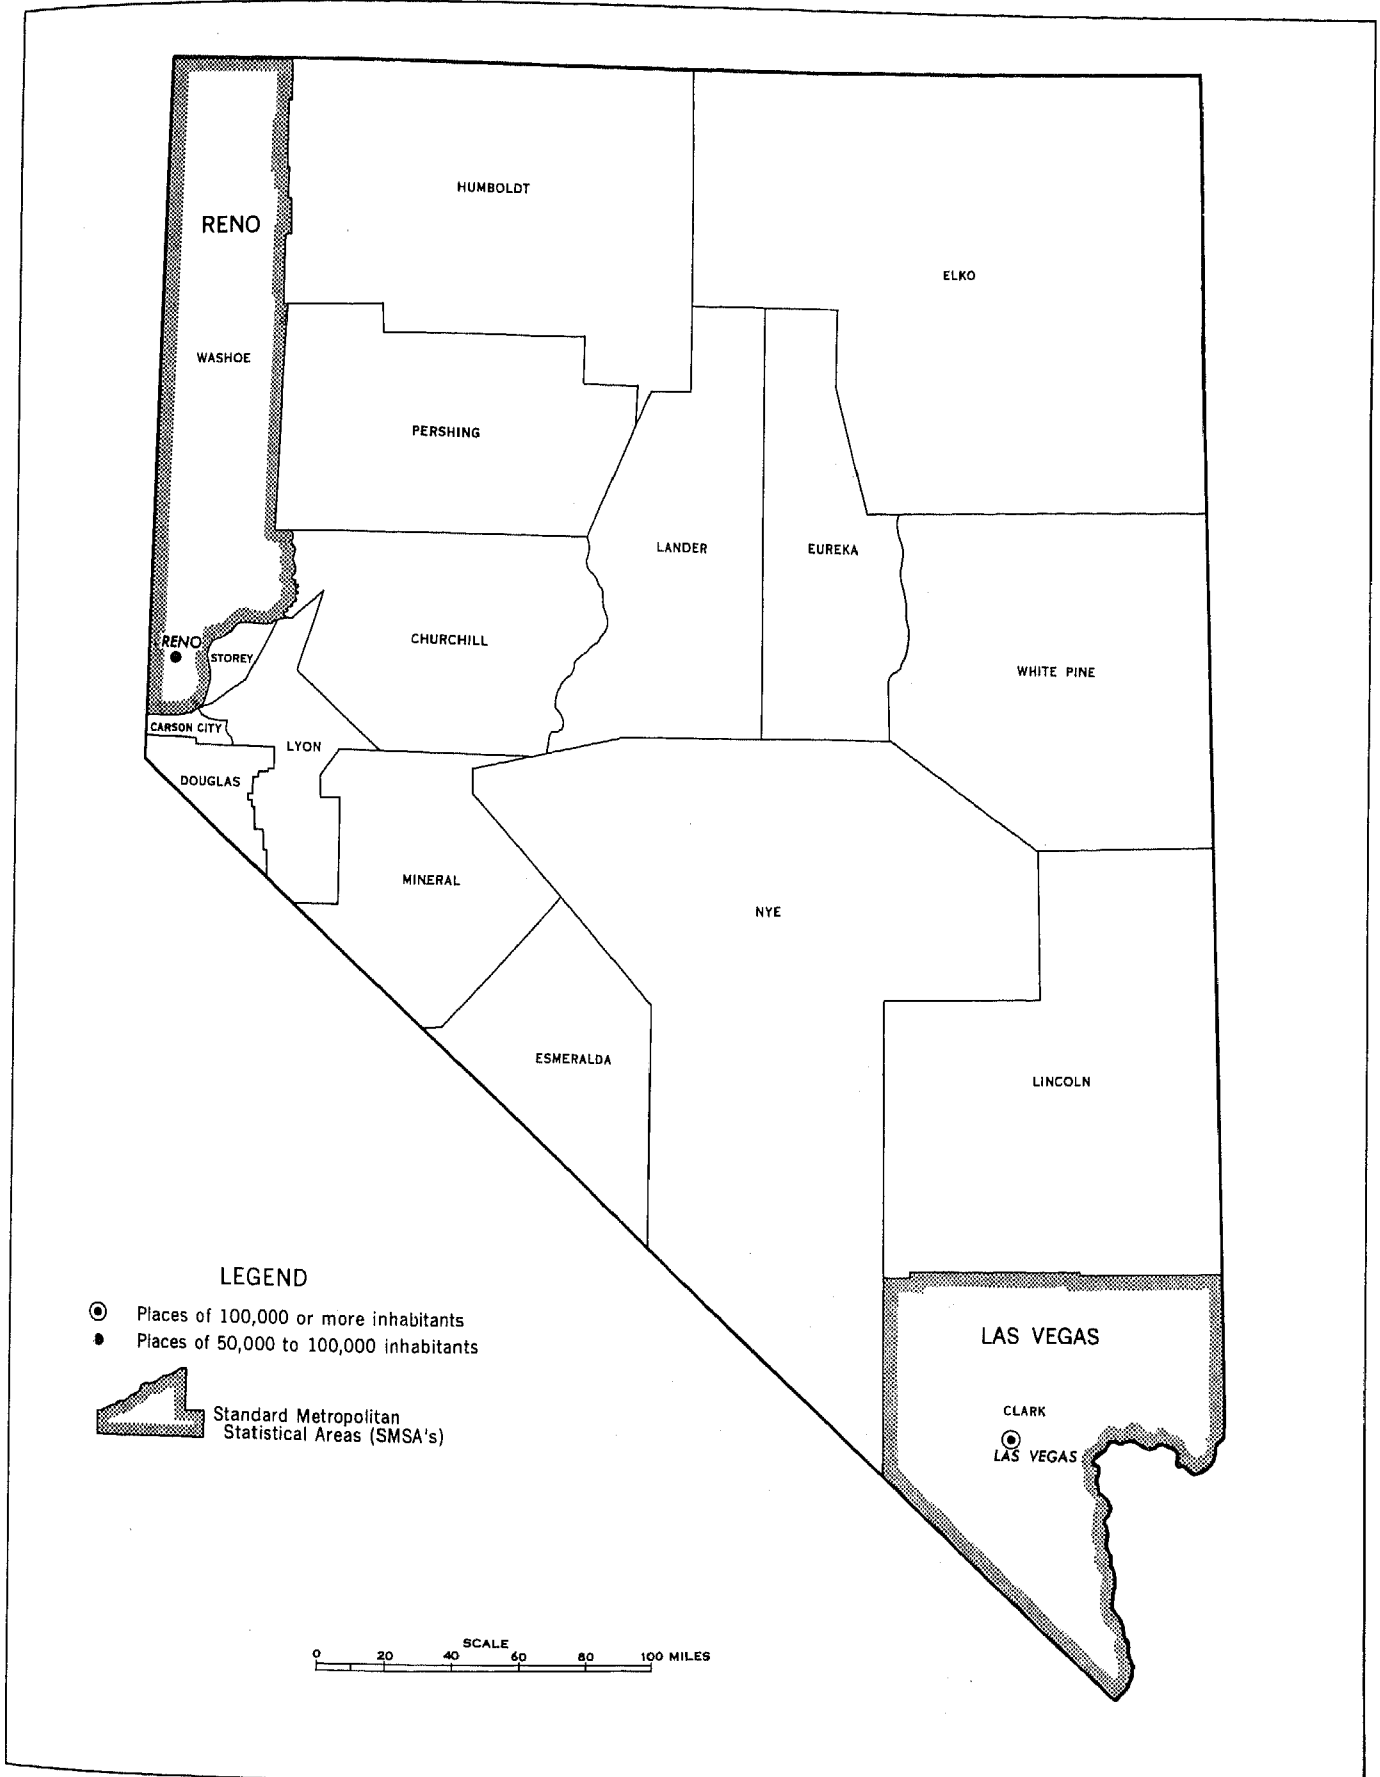 HUMBOLDT
RENO
ELKO
WASHOE
PERSHING
LANDER
EUREKA
CHURCHILL
RENO
STOREY
WHITE PINE
CARSON CITY
LYON
DOUGLAS
MINERAL
NYE
ESMERALDA
LINCOLN
LEGEND
Places of 100,000 or more inhabitants
Places of 50,000 to 100,000 inhabitants
Standard Metropolitan
Statistical Areas (SMSA's)
LAS VEGAS
CLARK
LAS VEGAS
SCALE
0 20 40 60 80 100 MILES